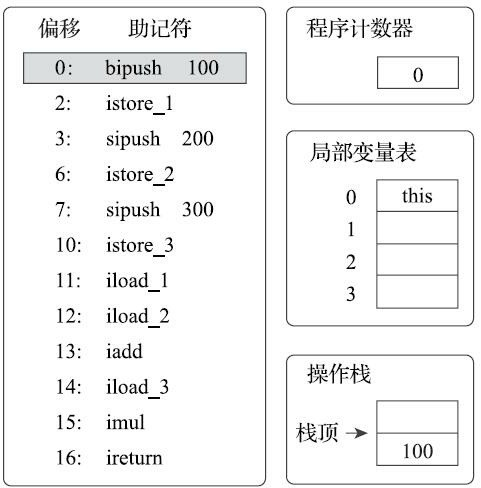 偏移 助记符
0: bipush 100
2: istore_1
3: sipush 200
6: istore_2
7: sipush 300
10: istore_3
11: iload_1
12: iload_2
13: iadd
14: iload_3
15: imul
16: ireturn
程序计数器
0
局部变量表
0 this
1
2
3
操作栈
栈顶
100